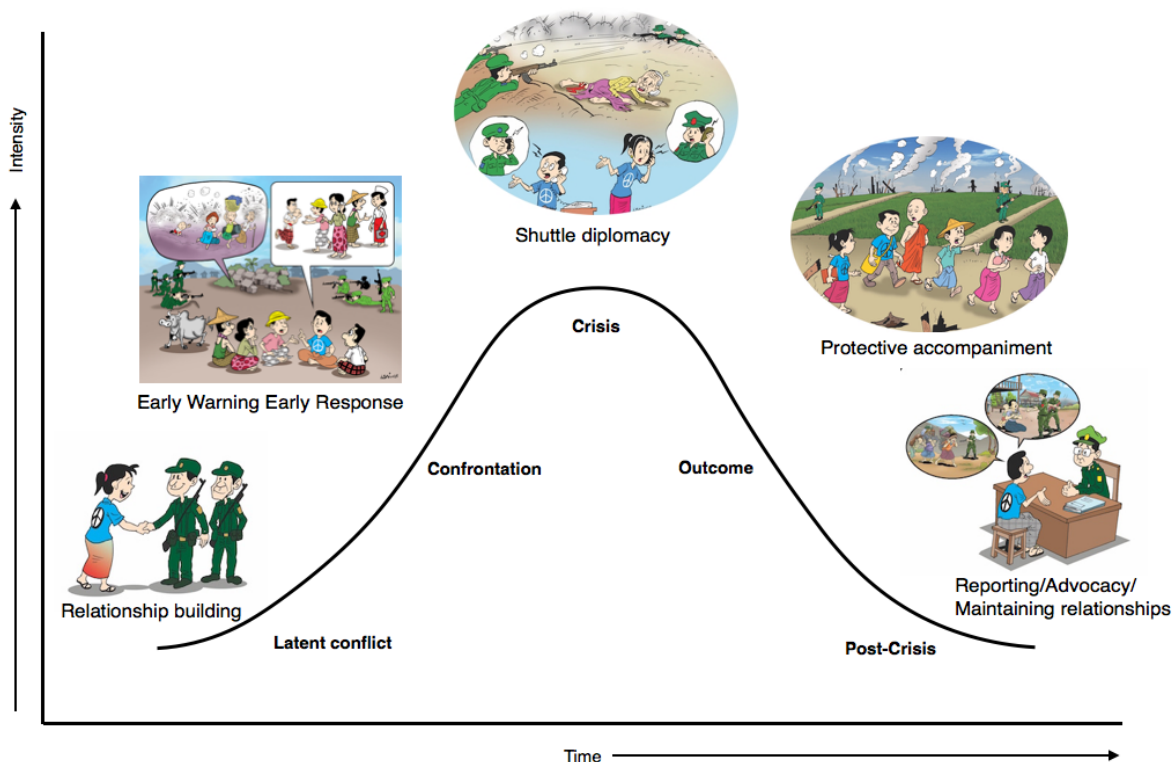 Intensity
Shuttle diplomacy
Crisis
Protective accompaniment
Early Warning Early Response
Confrontation
Outcome
Relationship building
Reporting/Advocacy/
Maintaining relationships
Latent conflict
Post-Crisis
Time